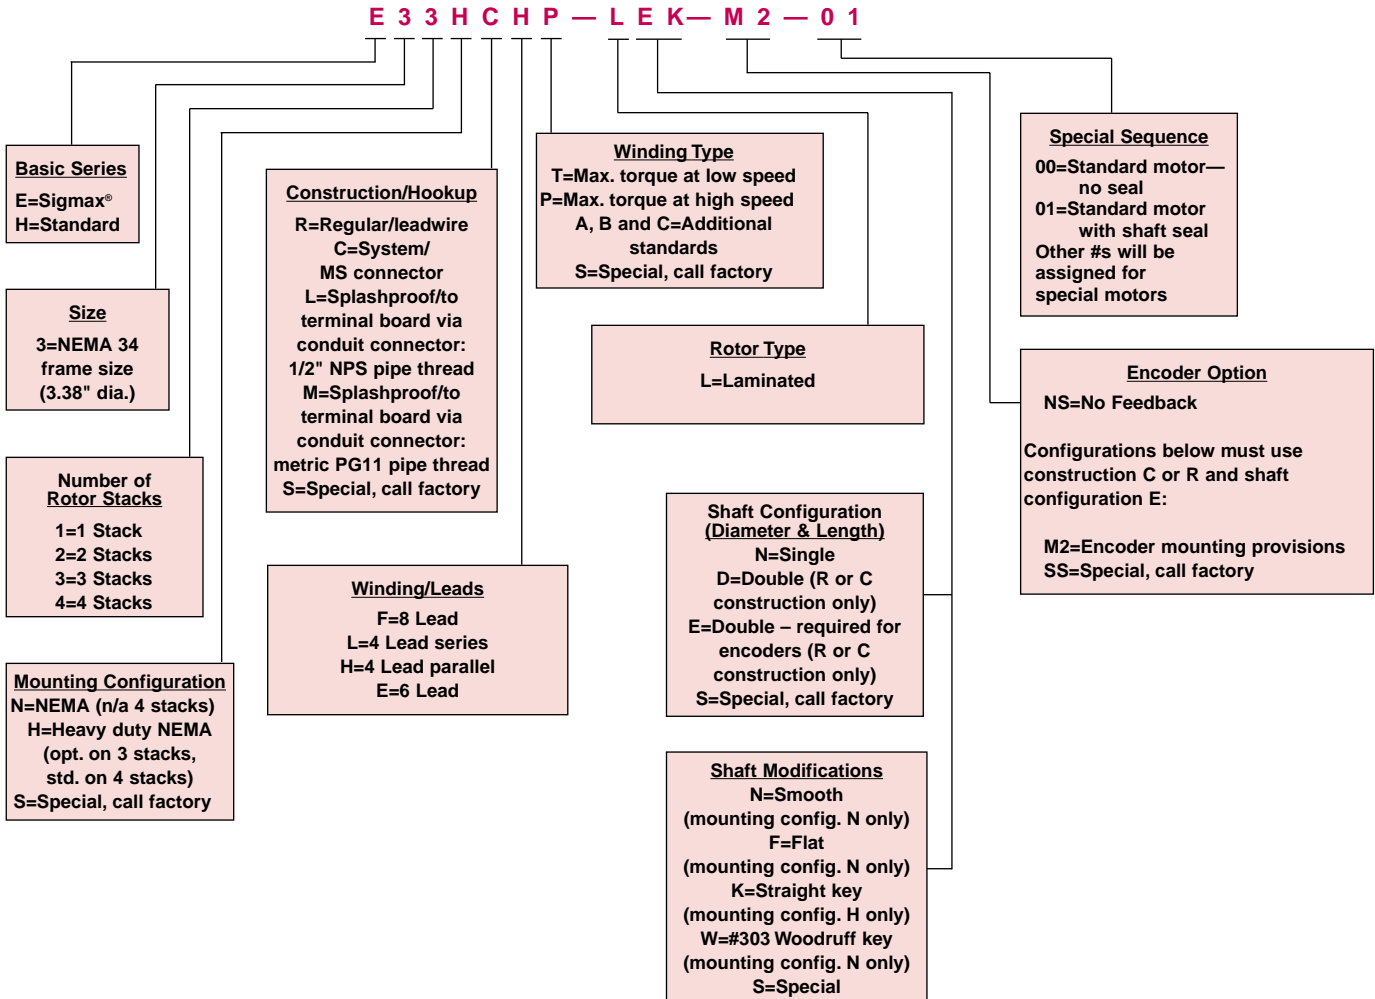 E 3 3 H C H P — L E K — M 2 — 0 1
Basic Series
E=Sigmax®
H=Standard
Size
3=NEMA 34
frame size
(3.38" dia.)
Number of
Rotor Stacks
1=1 Stack
2=2 Stacks
3=3 Stacks
4=4 Stacks
Mounting Configuration
N=NEMA (n/a 4 stacks)
H=Heavy duty NEMA
(opt. on 3 stacks,
std. on 4 stacks)
S=Special, call factory
Construction/Hookup
R=Regular/leadwire
C=System/
MS connector
L=Splashproof/to
terminal board via
conduit connector:
1/2" NPS pipe thread
M=Splashproof/to
terminal board via
conduit connector:
metric PG11 pipe thread
S=Special, call factory
Winding/Leads
F=8 Lead
L=4 Lead series
H=4 Lead parallel
E=6 Lead
Winding Type
T=Max. torque at low speed
P=Max. torque at high speed
A, B and C=Additional
standards
S=Special, call factory
Rotor Type
L=Laminated
Shaft Configuration
(Diameter & Length)
N=Single
D=Double (R or C
construction only)
E=Double – required for
encoders (R or C
construction only)
S=Special, call factory
Shaft Modifications
N=Smooth
(mounting config. N only)
F=Flat
(mounting config. N only)
K=Straight key
(mounting config. H only)
W=#303 Woodruff key
(mounting config. N only)
S=Special
Special Sequence
00=Standard motor—
no seal
01=Standard motor
with shaft seal
Other #s will be
assigned for
special motors
Encoder Option
NS=No Feedback
Configurations below must use
construction C or R and shaft
configuration E:
M2=Encoder mounting provisions
SS=Special, call factory